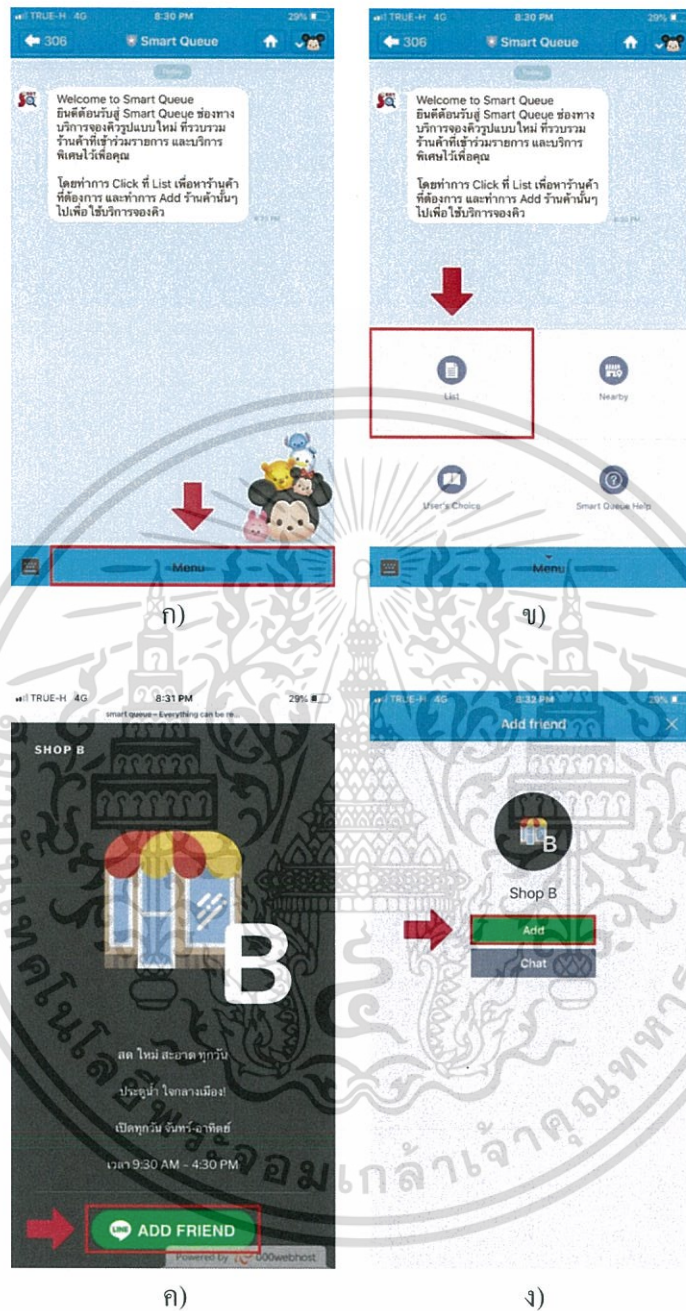 TRUE-H 4G 8:30 PM 29%
306 Smart Queue
Today
Welcome to Smart Queue
ยินดีต้อนรับสู่ Smart Queue ช่องทาง
บริการจองคิวรูปแบบใหม่ ที่รวบรวม
ร้านค้าที่เข้าร่วมรายการ และบริการ
พิเศษไว้เพื่อคุณ
โดยทำการ Click ที่ List เพื่อหาร้านค้า
ที่ต้องการ และทำการ Add ร้านค้านั้นๆ
ไปเพื่อใช้บริการจองคิว
Menu
ก)
TRUE-H 4G 8:30 PM 29%
306 Smart Queue
Today
Welcome to Smart Queue
ยินดีต้อนรับสู่ Smart Queue ช่องทาง
บริการจองคิวรูปแบบใหม่ ที่รวบรวม
ร้านค้าที่เข้าร่วมรายการ และบริการ
พิเศษไว้เพื่อคุณ
โดยทำการ Click ที่ List เพื่อหาร้านค้า
ที่ต้องการ และทำการ Add ร้านค้านั้นๆ
ไปเพื่อใช้บริการจองคิว
List
Nearby
User's Choice
Smart Queue Help
Menu
ข)
TRUE-H 4G 8:31 PM 29%
smart queue – Everything can be re...
SHOP B
B
สด ใหม่ สะอาด ทุกวัน
ประตูน้ำ ใจกลางเมือง!
เปิดทุกวัน จันทร์-อาทิตย์
เวลา 9:30 AM – 4:30 PM
LINE ADD FRIEND
Powered by 000webhost
ค)
TRUE-H 4G 8:32 PM 29%
Add friend
B
Shop B
Add
Chat
ง)